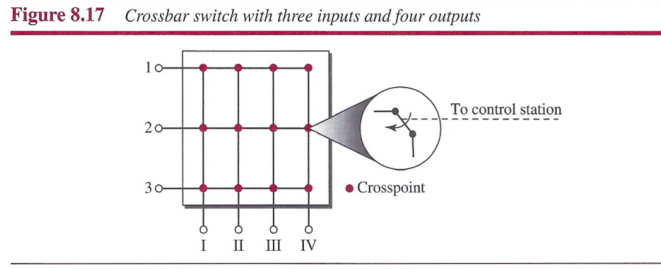 Figure 8.17 Crossbar switch with three inputs and four outputs
1
To control station
2
3
Crosspoint
I II III IV